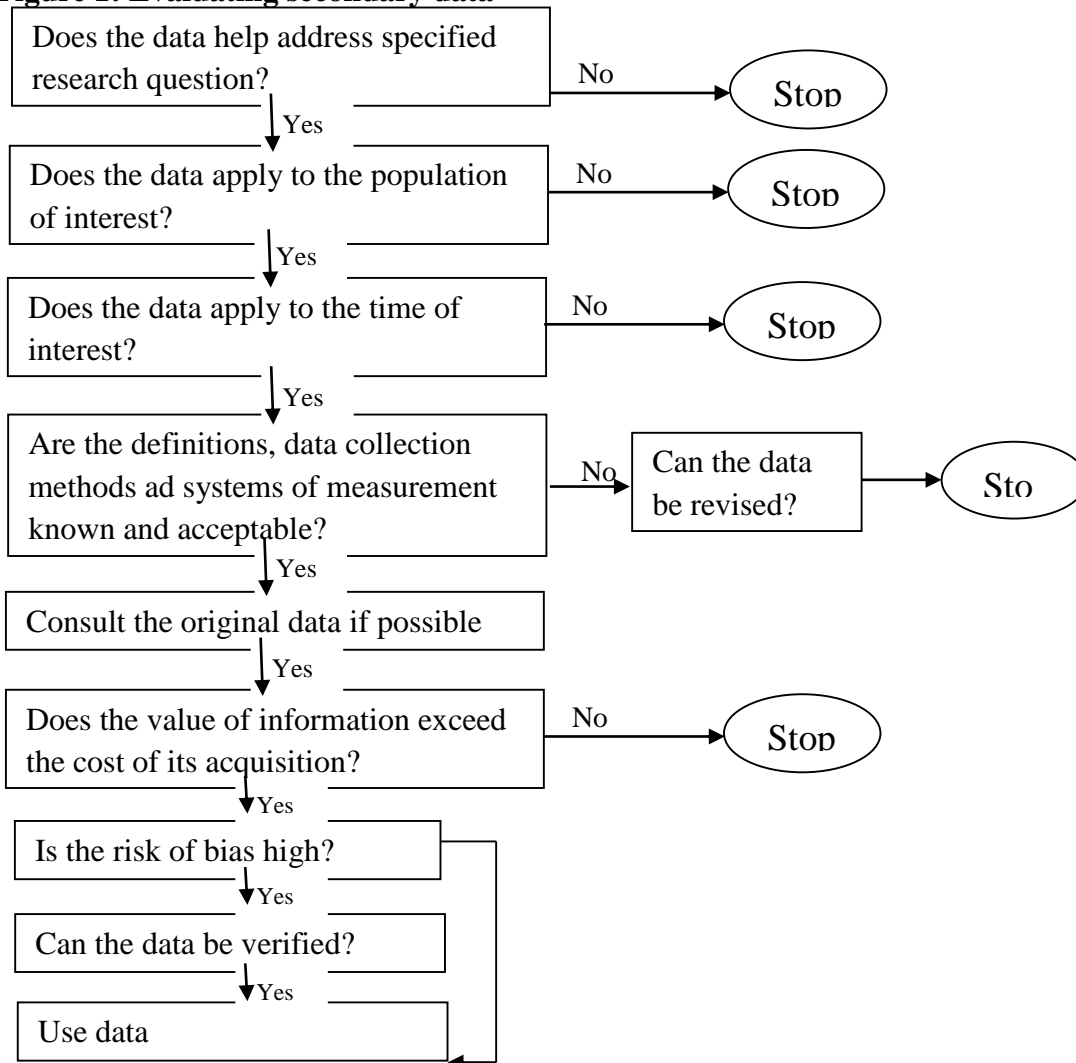 Figure 2: Evaluating secondary data
Does the data help address specified
research question?
No
Stop
Yes
Does the data apply to the population
of interest?
No
Stop
Yes
Does the data apply to the time of
interest?
No
Stop
Yes
Are the definitions, data collection
methods ad systems of measurement
known and acceptable?
No
Can the data
be revised?
Sto
Yes
Consult the original data if possible
Yes
Does the value of information exceed
the cost of its acquisition?
No
Stop
Yes
Is the risk of bias high?
Yes
Can the data be verified?
Yes
Use data